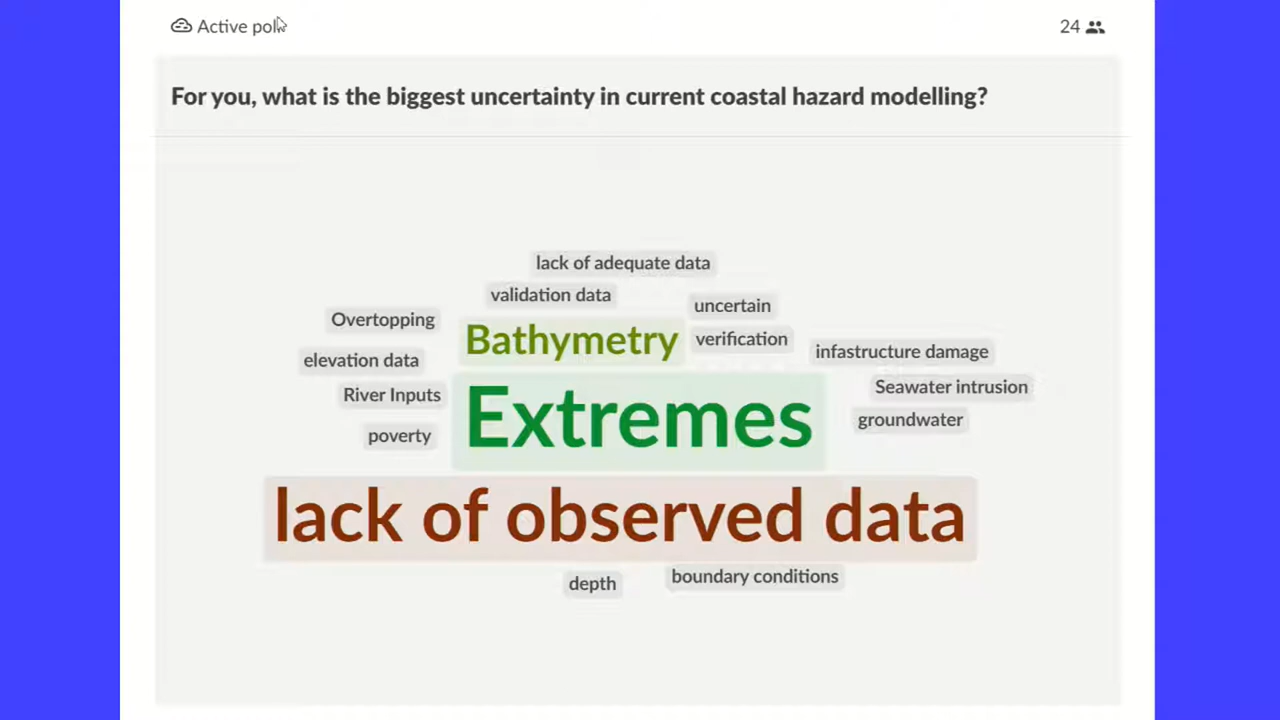 Active poll
24
For you, what is the biggest uncertainty in current coastal hazard modelling?
lack of adequate data
validation data
uncertain
Overtopping
Bathymetry
verification
infastructure damage
elevation data
Seawater intrusion
River Inputs
Extremes
groundwater
poverty
lack of observed data
depth
boundary conditions